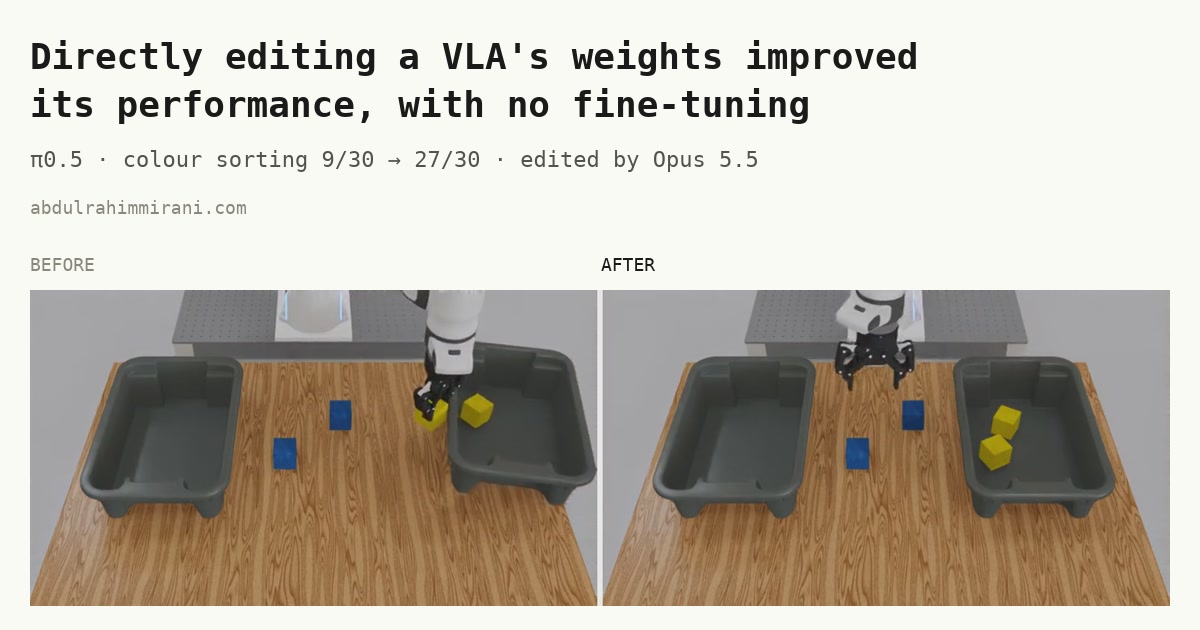 Directly editing a VLA's weights improved
its performance, with no fine-tuning
π0.5 · colour sorting 9/30 → 27/30 · edited by Opus 5.5
abdulrahimmirani.com
BEFORE
AFTER